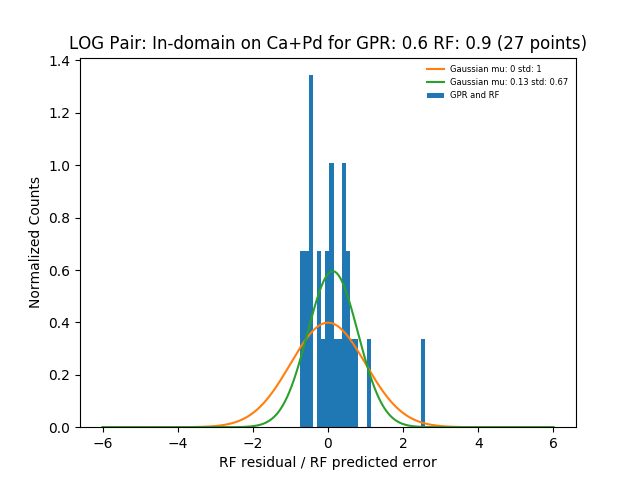 LOG Pair: In-domain on Ca+Pd for GPR: 0.6 RF: 0.9 (27 points)
Gaussian mu: 0 std: 1
Gaussian mu: 0.13 std: 0.67
GPR and RF
Normalized Counts
1.4
1.2
1.0
0.8
0.6
0.4
0.2
0.0
−6 −4 −2 0 2 4 6
RF residual / RF predicted error